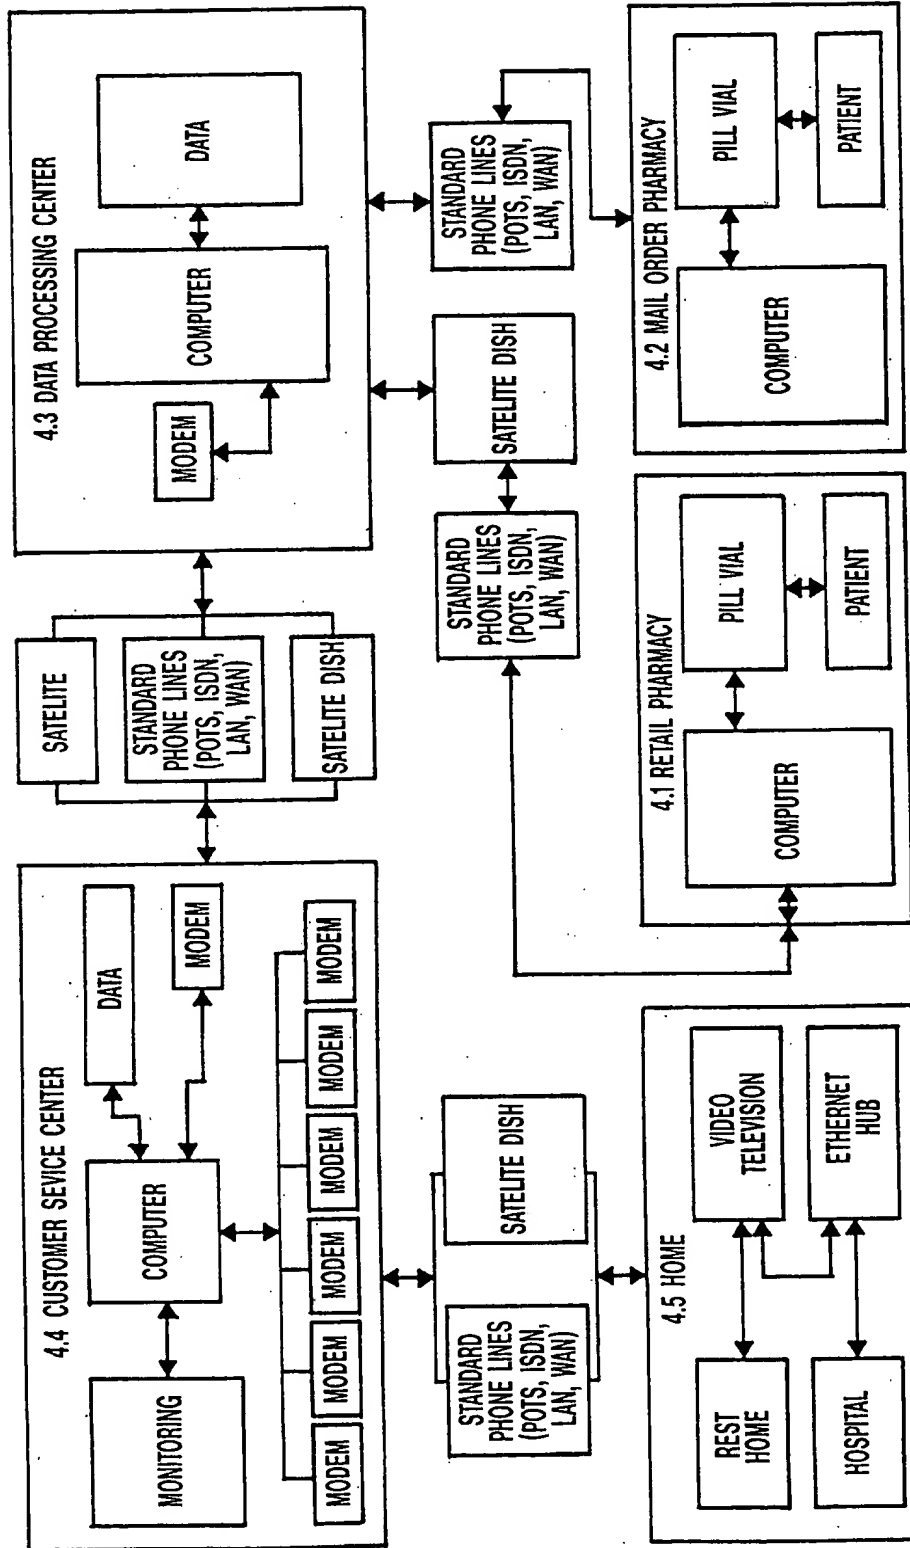 4.4 CUSTOMER SEVICE CENTER
MONITORING
COMPUTER
DATA
MODEM
MODEM
MODEM
MODEM
MODEM
MODEM
MODEM
SATELITE
STANDARD
PHONE LINES
(POTS, ISDN,
LAN, WAN)
SATELITE DISH
4.3 DATA PROCESSING CENTER
MODEM
COMPUTER
DATA
STANDARD
PHONE LINES
(POTS, ISDN,
LAN, WAN)
SATELITE DISH
STANDARD
PHONE LINES
(POTS, ISDN,
LAN, WAN)
SATELITE DISH
STANDARD
PHONE LINES
(POTS, ISDN,
LAN, WAN)
4.5 HOME
REST
HOME
VIDEO
TELEVISION
HOSPITAL
ETHERNET
HUB
4.1 RETAIL PHARMACY
COMPUTER
PILL VIAL
PATIENT
4.2 MAIL ORDER PHARMACY
COMPUTER
PILL VIAL
PATIENT